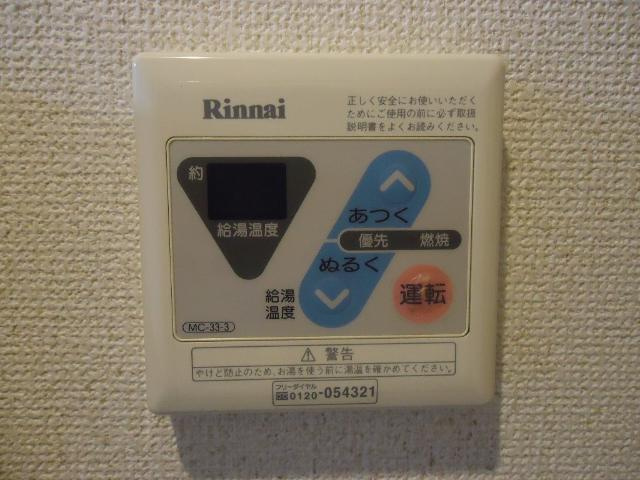 Rinnai
正しく安全にお使いいただく
ためにご使用の前に必ず取扱
説明書をよくお読みください。
約
給湯温度
あつく
優先 燃焼
ぬるく
給湯
温度
運転
MC-33-3
⚠ 警告
やけど防止のため、お湯を使う前に湯温を確かめてください。
フリーダイヤル
0120-054321